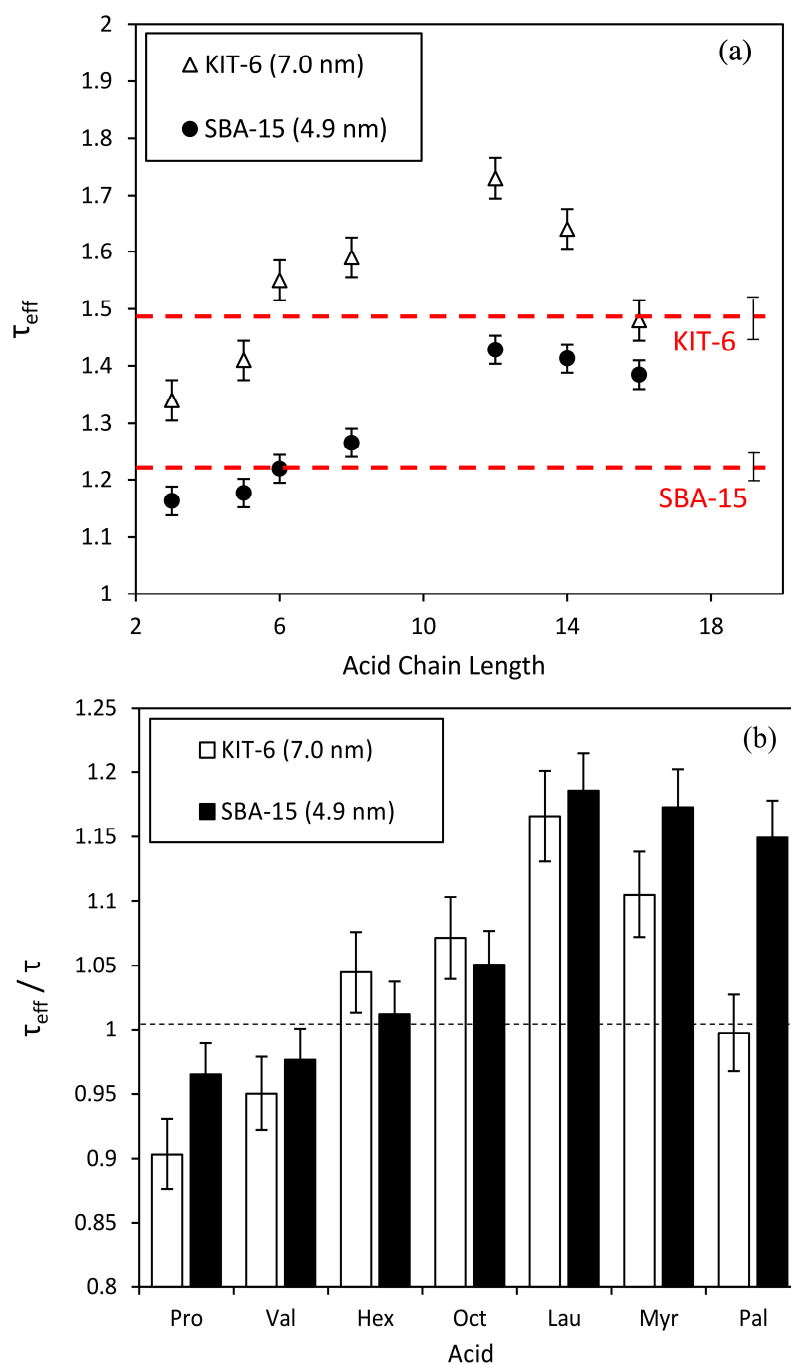 (a)
KIT-6 (7.0 nm)
SBA-15 (4.9 nm)
2
1.9
1.8
1.7
1.6
1.5
1.4
1.3
1.2
1.1
1
τeff
KIT-6
SBA-15
2 6 10 14 18
Acid Chain Length
(b)
KIT-6 (7.0 nm)
SBA-15 (4.9 nm)
1.25
1.2
1.15
1.1
1.05
1
0.95
0.9
0.85
0.8
τeff / τ
Pro Val Hex Oct Lau Myr Pal
Acid